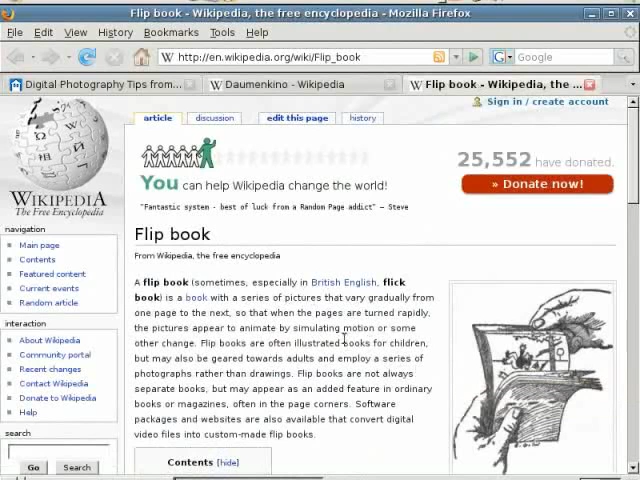 Flip book - Wikipedia, the free encyclopedia - Mozilla Firefox
File Edit View History Bookmarks Tools Help
http://en.wikipedia.org/wiki/Flip_book
Google
Digital Photography Tips from...
Daumenkino - Wikipedia
Flip book - Wikipedia, the ...
Sign in / create account
article discussion edit this page history
25,552 have donated.
You can help Wikipedia change the world!
» Donate now!
"Fantastic system - best of luck from a Random Page addict" — Steve
WIKIPEDIA
The Free Encyclopedia
navigation
Main page
Contents
Featured content
Current events
Random article
interaction
About Wikipedia
Community portal
Recent changes
Contact Wikipedia
Donate to Wikipedia
Help
search
Go Search
Flip book
From Wikipedia, the free encyclopedia
A flip book (sometimes, especially in British English, flick
book) is a book with a series of pictures that vary gradually from
one page to the next, so that when the pages are turned rapidly,
the pictures appear to animate by simulating motion or some
other change. Flip books are often illustrated books for children,
but may also be geared towards adults and employ a series of
photographs rather than drawings. Flip books are not always
separate books, but may appear as an added feature in ordinary
books or magazines, often in the page corners. Software
packages and websites are also available that convert digital
video files into custom-made flip books.
Contents [hide]